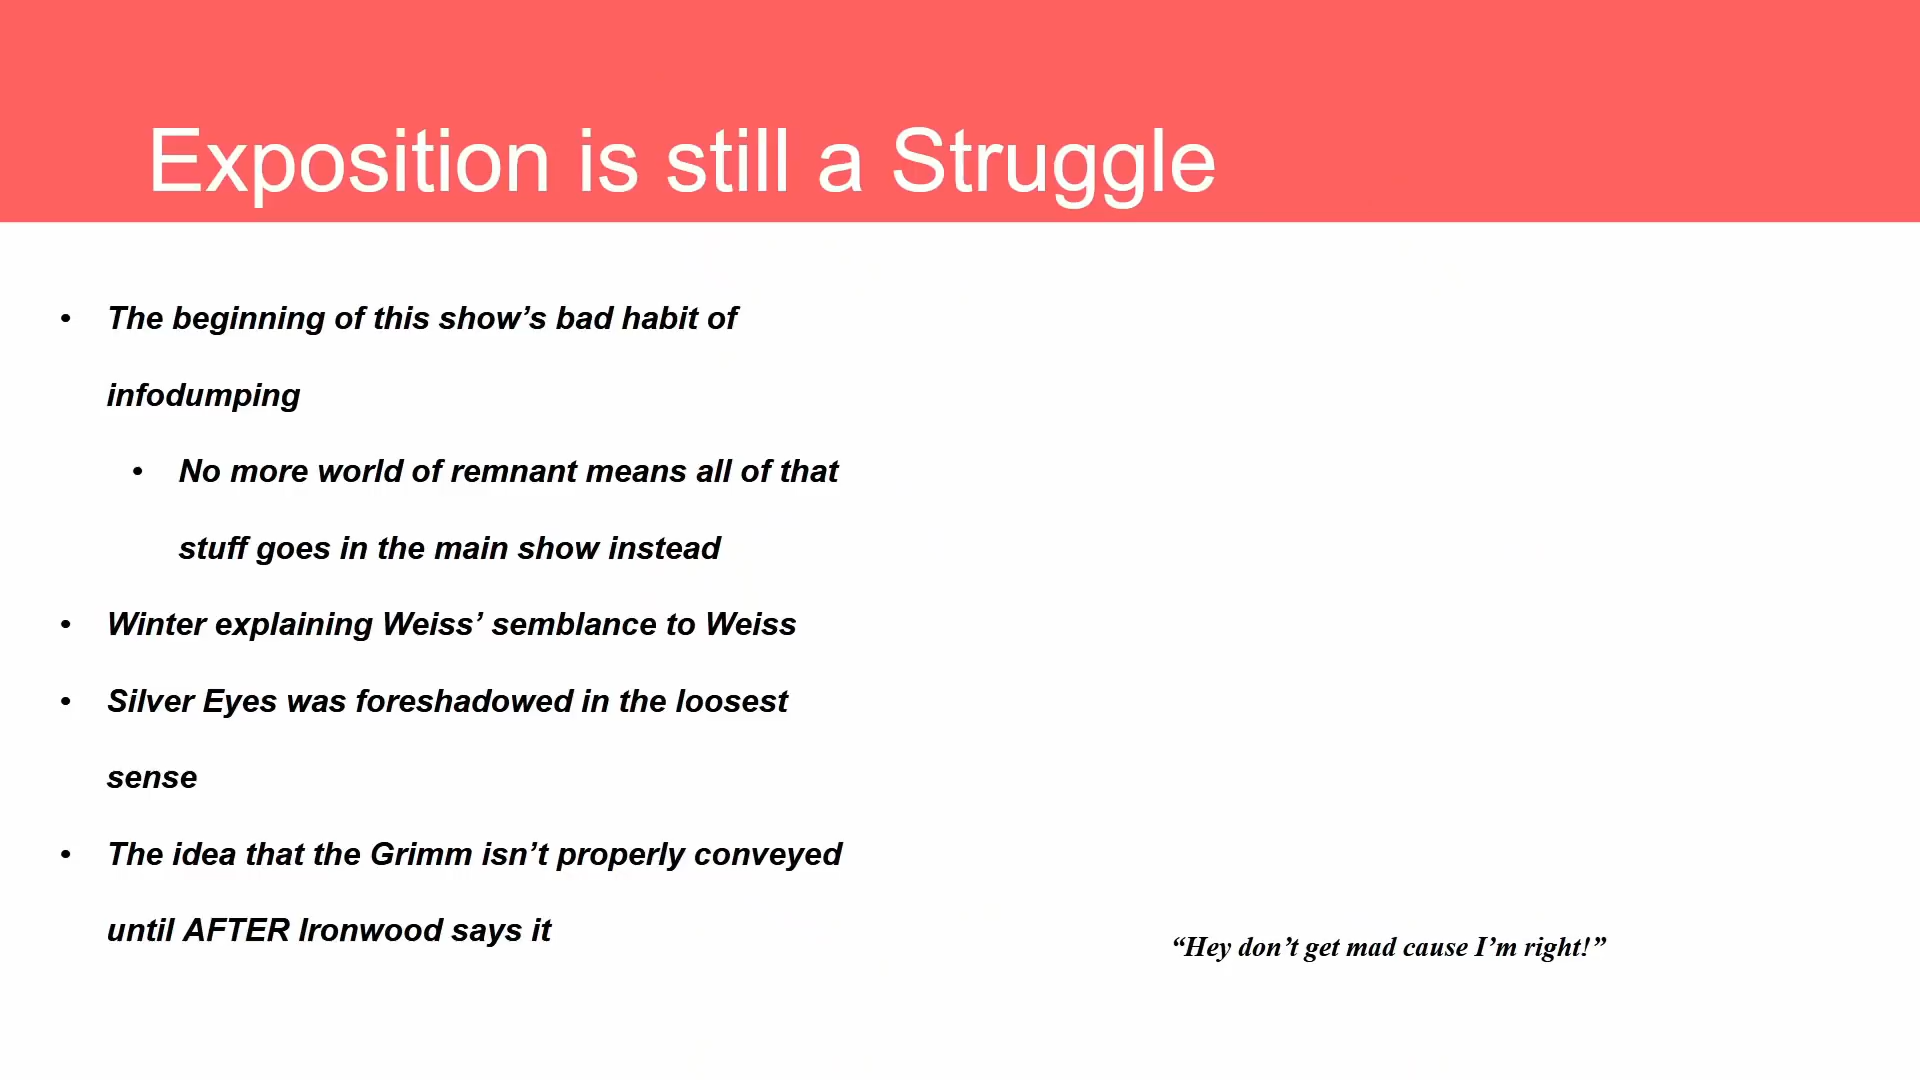 Exposition is still a Struggle
• The beginning of this show’s bad habit of
infodumping
• No more world of remnant means all of that
stuff goes in the main show instead
• Winter explaining Weiss’ semblance to Weiss
• Silver Eyes was foreshadowed in the loosest
sense
• The idea that the Grimm isn’t properly conveyed
until AFTER Ironwood says it
“Hey don’t get mad cause I’m right!”